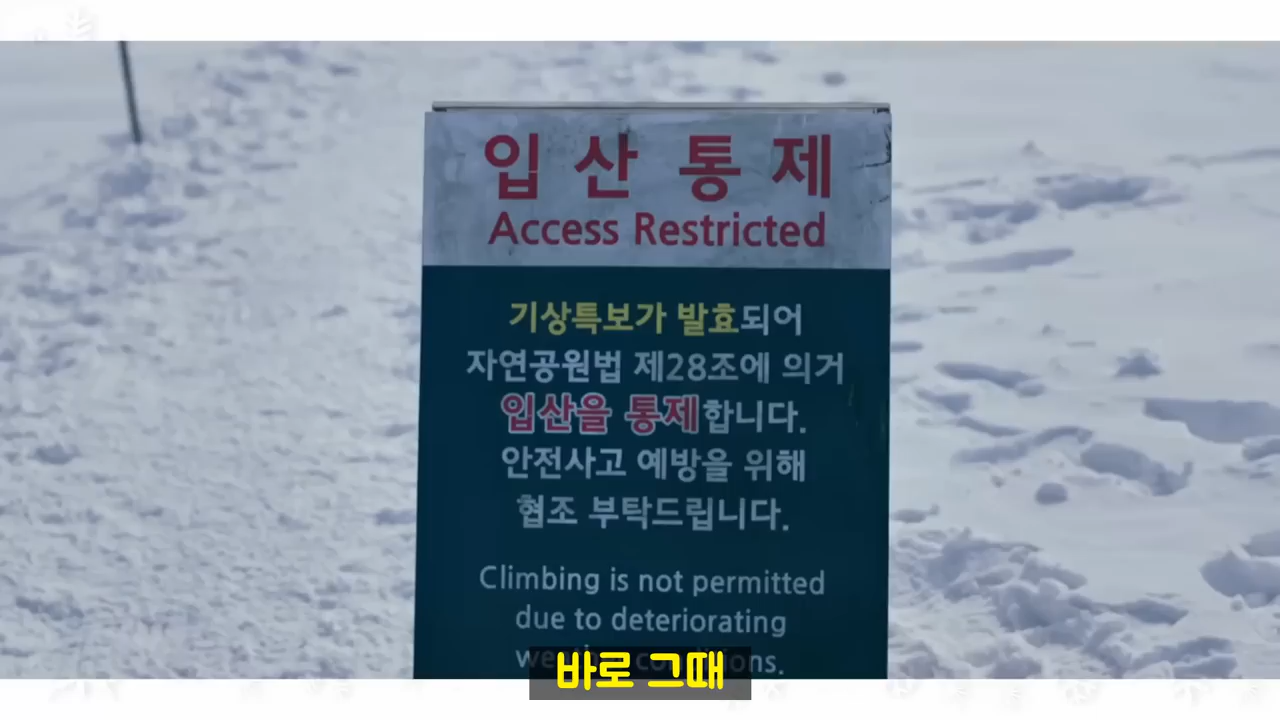 입산통제
Access Restricted
기상특보가 발효되어
자연공원법 제28조에 의거
입산을 통제합니다.
안전사고 예방을 위해
협조 부탁드립니다.
Climbing is not permitted
due to deteriorating
바로 그때